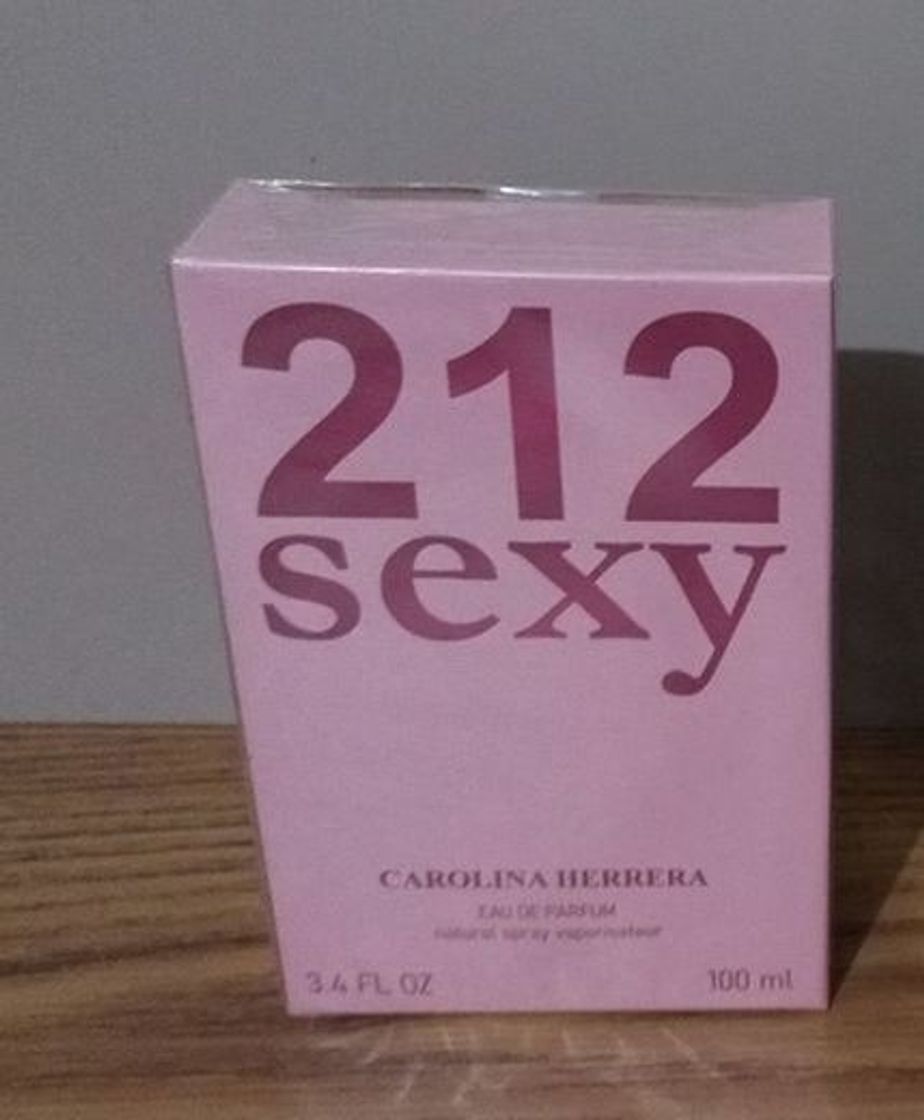 212
sexy
CAROLINA HERRERA
EAU DE PARFUM
natural spray vaporisateur
3.4 FL OZ
100 ml